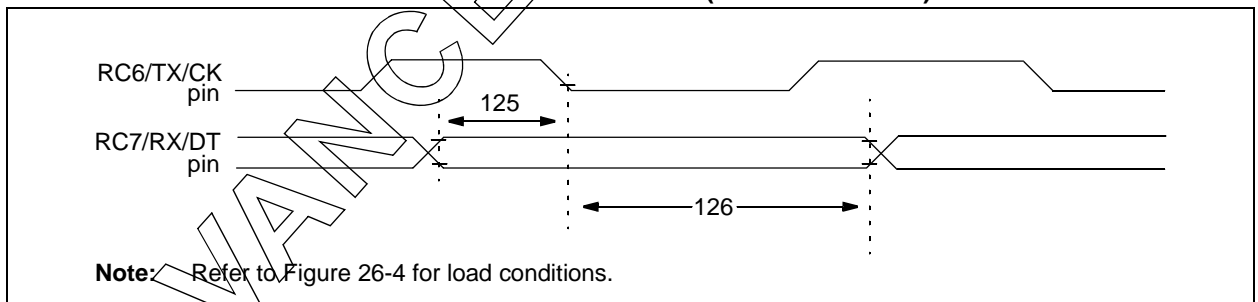 RC6/TX/CK
pin
125
RC7/RX/DT
pin
126
Note: Refer to Figure 26-4 for load conditions.